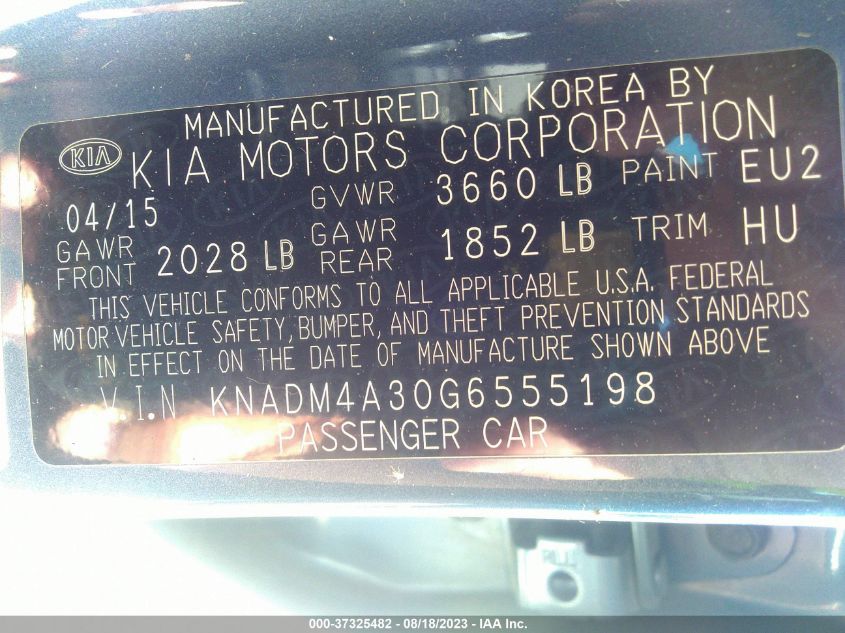 MANUFACTURED IN KOREA BY
KIA KIA MOTORS CORPORATION
04/15 GVWR 3660 LB PAINT EU2
GAWR FRONT 2028 LB GAWR REAR 1852 LB TRIM HU
THIS VEHICLE CONFORMS TO ALL APPLICABLE U.S.A. FEDERAL
MOTOR VEHICLE SAFETY, BUMPER, AND THEFT PREVENTION STANDARDS
IN EFFECT ON THE DATE OF MANUFACTURE SHOWN ABOVE
V.I.N KNADM4A30G6555198
PASSENGER CAR
000-37325482 - 08/18/2023 - IAA Inc.